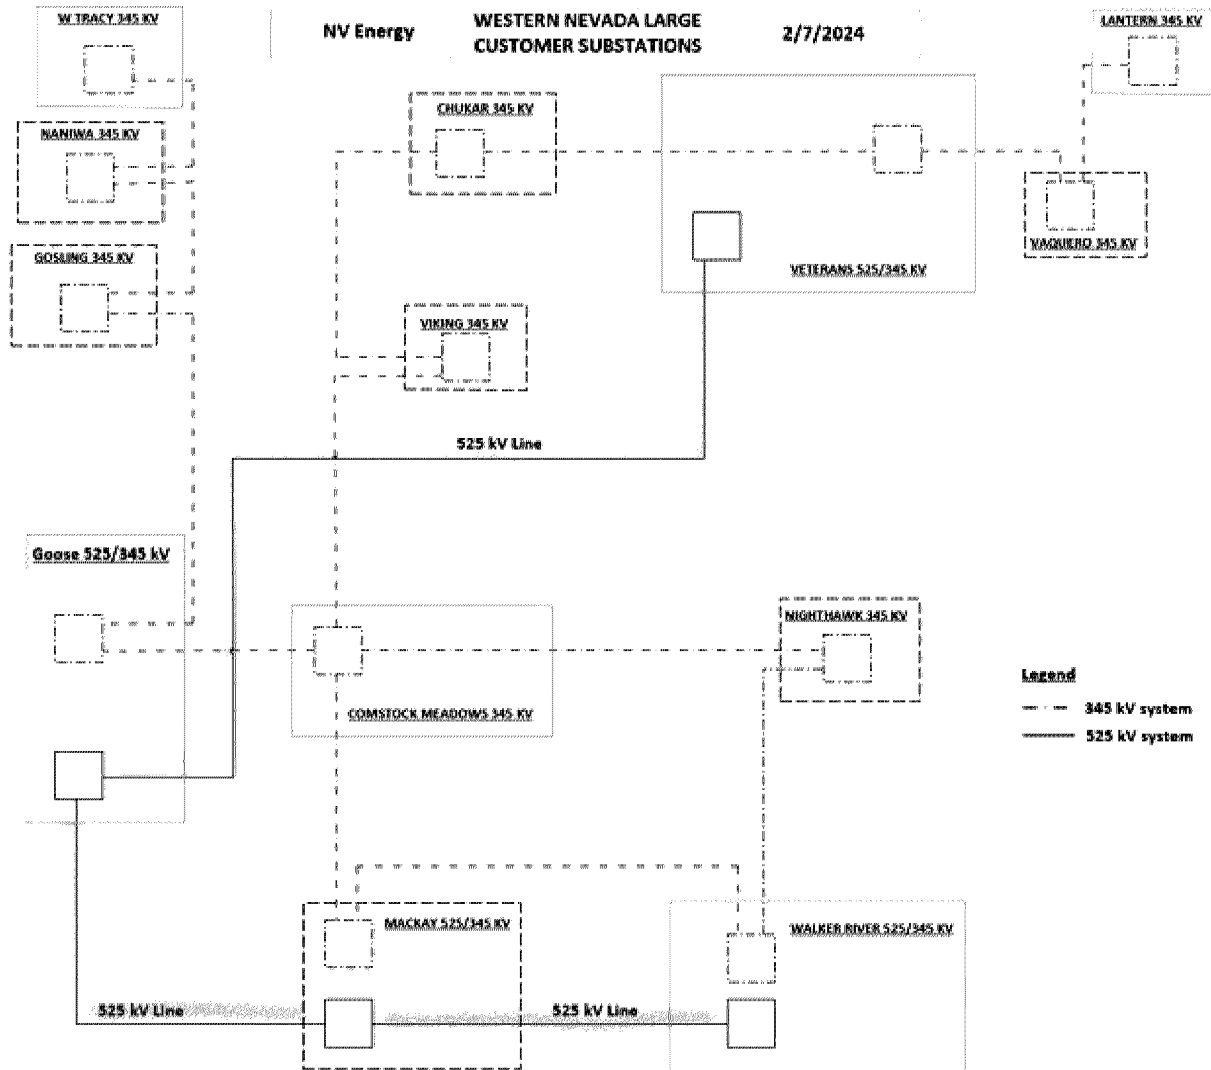 W TRACY 345 KV
NV Energy
WESTERN NEVADA LARGE
CUSTOMER SUBSTATIONS
2/7/2024
LANTERN 345 KV
NANIWA 345 KV
CHUKAR 345 KV
GOSLING 345 KV
VAQUERO 345 KV
VETERANS 525/345 KV
VIKING 345 KV
525 kV Line
Goose 525/345 kV
NIGHTHAWK 345 KV
COMSTOCK MEADOWS 345 KV
Legend
345 kV system
525 kV system
MACKAY 525/345 KV
WALKER RIVER 525/345 KV
525 kV Line
525 kV Line